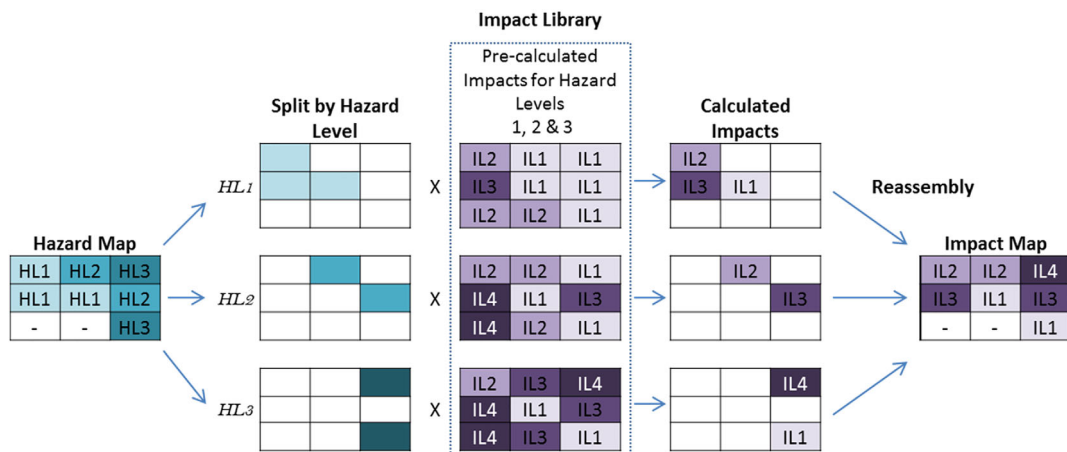 Impact Library
Pre-calculated
Impacts for Hazard
Levels
1, 2 & 3
Split by Hazard
Level
Calculated
Impacts
HL1
X
IL2 IL1 IL1
IL3 IL1 IL1
IL2 IL2 IL1
IL2
IL3 IL1
Reassembly
Hazard Map
HL1 HL2 HL3
HL1 HL1 HL2
- - HL3
HL2
X
IL2 IL2 IL1
IL4 IL1 IL3
IL4 IL2 IL1
IL2
IL3
Impact Map
IL2 IL2 IL4
IL3 IL1 IL3
- - IL1
HL3
X
IL2 IL3 IL4
IL4 IL1 IL3
IL4 IL3 IL1
IL4
IL1